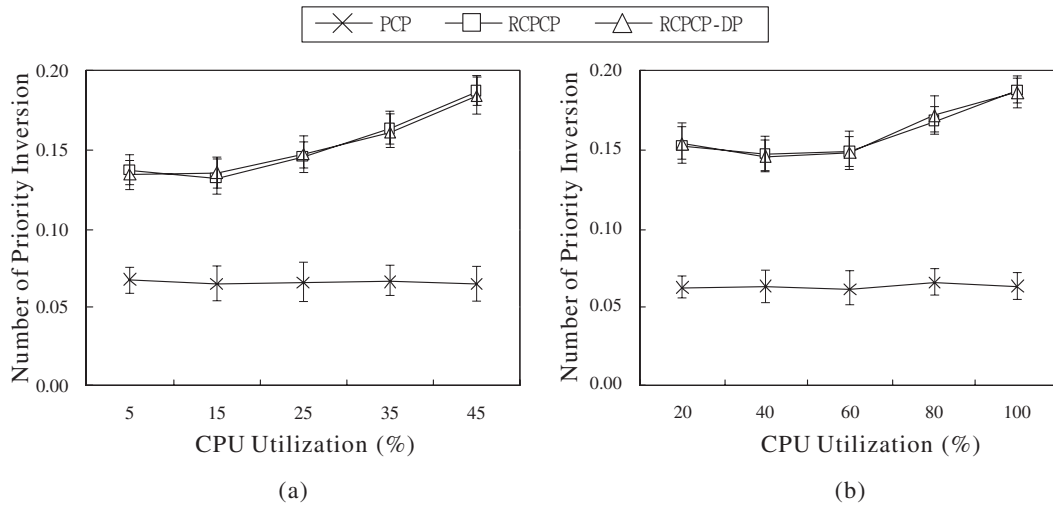 PCP RCPCP RCPCP-DP
Number of Priority Inversion
0.20
0.15
0.10
0.05
0.00
5 15 25 35 45
CPU Utilization (%)
(a)
Number of Priority Inversion
0.20
0.15
0.10
0.05
0.00
20 40 60 80 100
CPU Utilization (%)
(b)